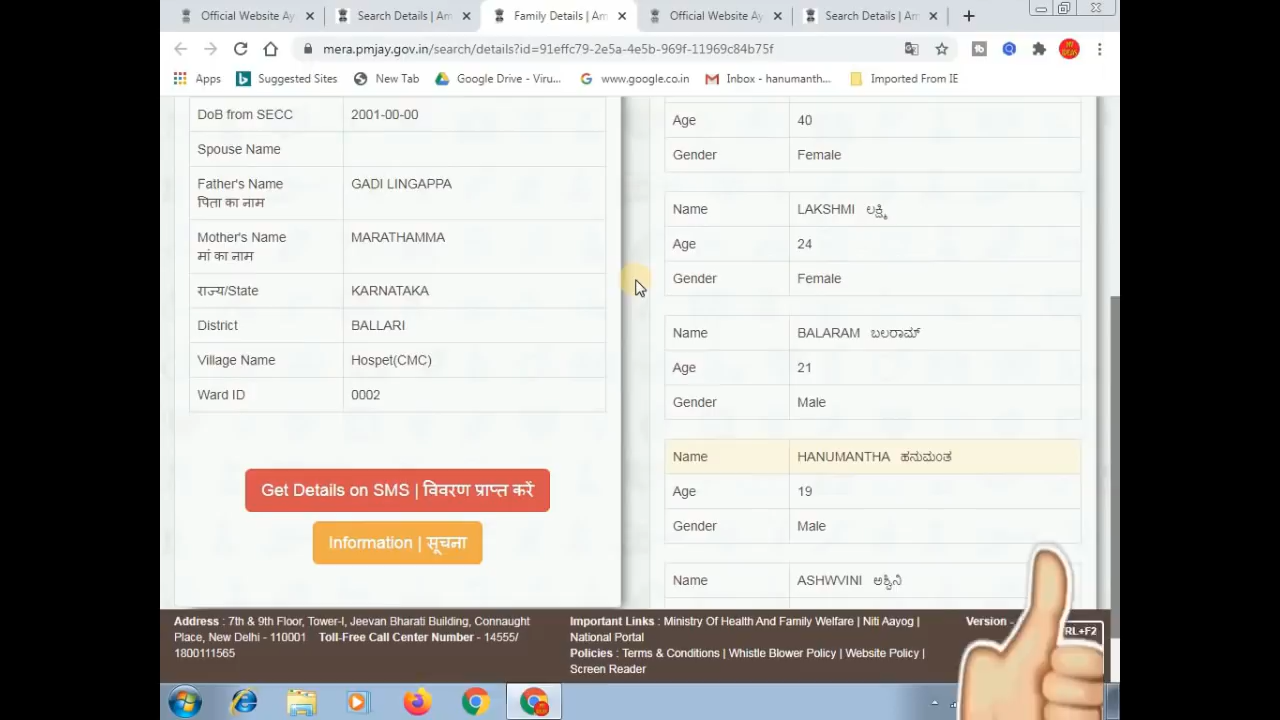 Official Website Ay
Search Details | Am
Family Details | Am
Official Website Ay
Search Details | Am
mera.pmjay.gov.in/search/details?id=91effc79-2e5a-4e5b-969f-11969c84b75f
Apps
Suggested Sites
New Tab
Google Drive - Viru...
www.google.co.in
Inbox - hanumanth...
Imported From IE
DoB from SECC 2001-00-00
Spouse Name
Father's Name GADI LINGAPPA
पिता का नाम
Mother's Name MARATHAMMA
मां का नाम
राज्य/State KARNATAKA
District BALLARI
Village Name Hospet(CMC)
Ward ID 0002
Get Details on SMS | विवरण प्राप्त करें
Information | सूचना
Age 40
Gender Female
Name LAKSHMI ಲಕ್ಷ್ಮಿ
Age 24
Gender Female
Name BALARAM ಬಲರಾಮ್
Age 21
Gender Male
Name HANUMANTHA ಹನುಮಂತ
Age 19
Gender Male
Name ASHWVINI ಅಶ್ವಿನಿ
Address : 7th & 9th Floor, Tower-I, Jeevan Bharati Building, Connaught
Place, New Delhi - 110001 Toll-Free Call Center Number - 14555/
1800111565
Important Links : Ministry Of Health And Family Welfare | Niti Aayog |
National Portal
Policies : Terms & Conditions | Whistle Blower Policy | Website Policy |
Screen Reader
Version -
RL+F2